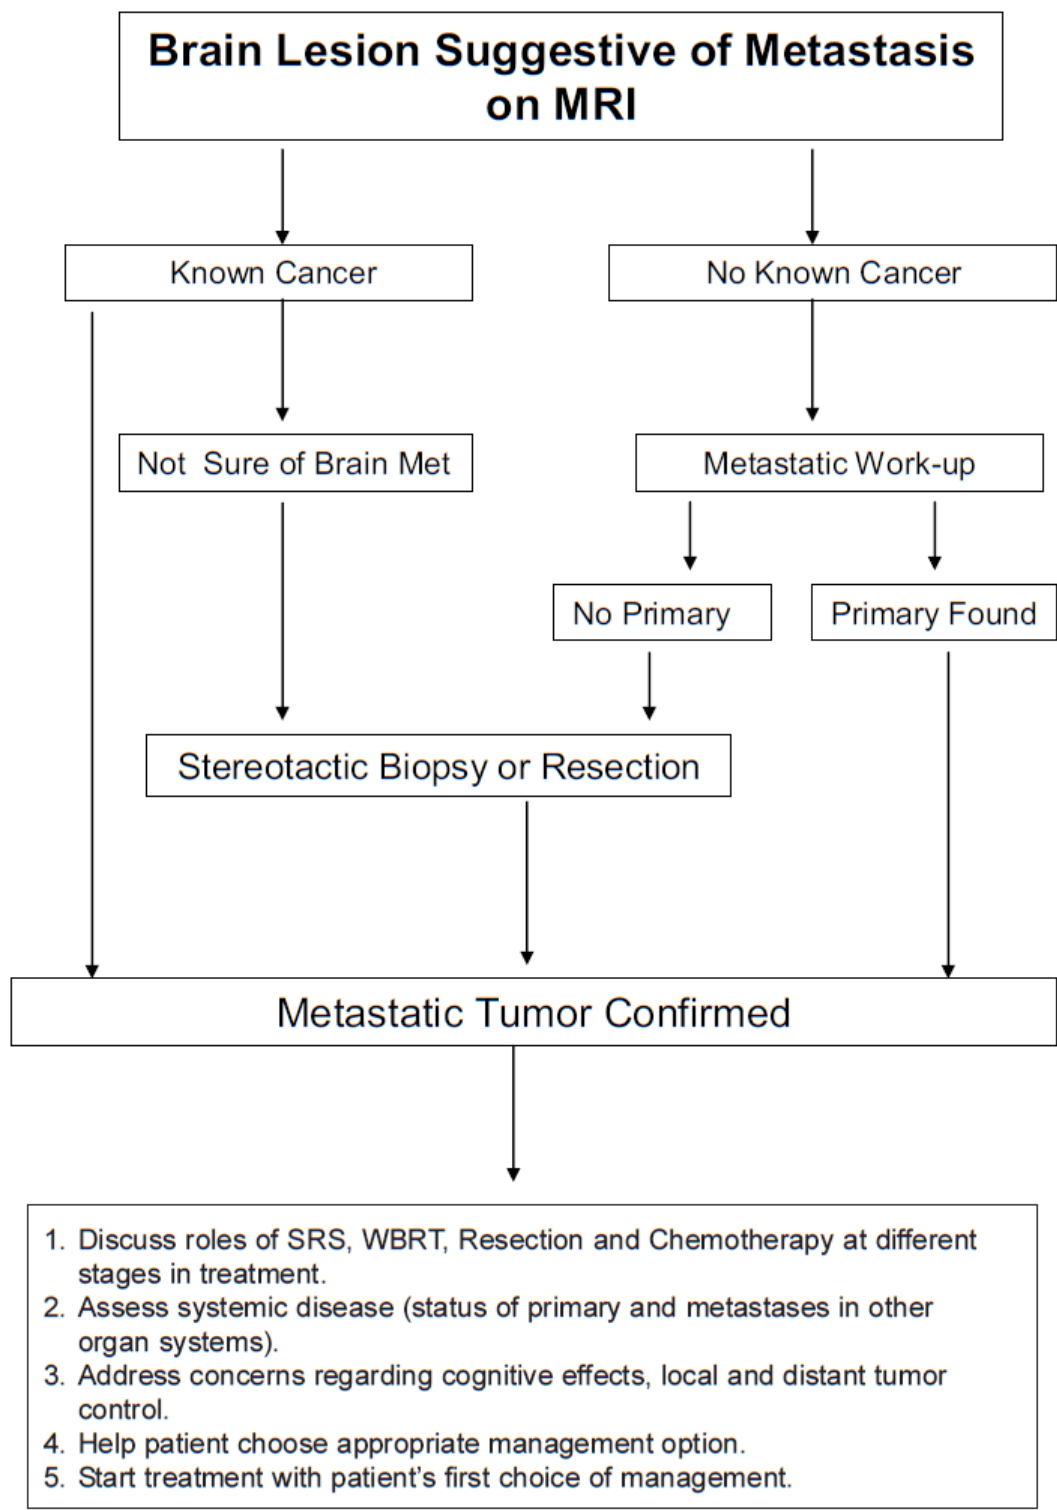 Brain Lesion Suggestive of Metastasis
on MRI
Known Cancer
No Known Cancer
Not Sure of Brain Met
Metastatic Work-up
No Primary
Primary Found
Stereotactic Biopsy or Resection
Metastatic Tumor Confirmed
1. Discuss roles of SRS, WBRT, Resection and Chemotherapy at different
stages in treatment.
2. Assess systemic disease (status of primary and metastases in other
organ systems).
3. Address concerns regarding cognitive effects, local and distant tumor
control.
4. Help patient choose appropriate management option.
5. Start treatment with patient's first choice of management.